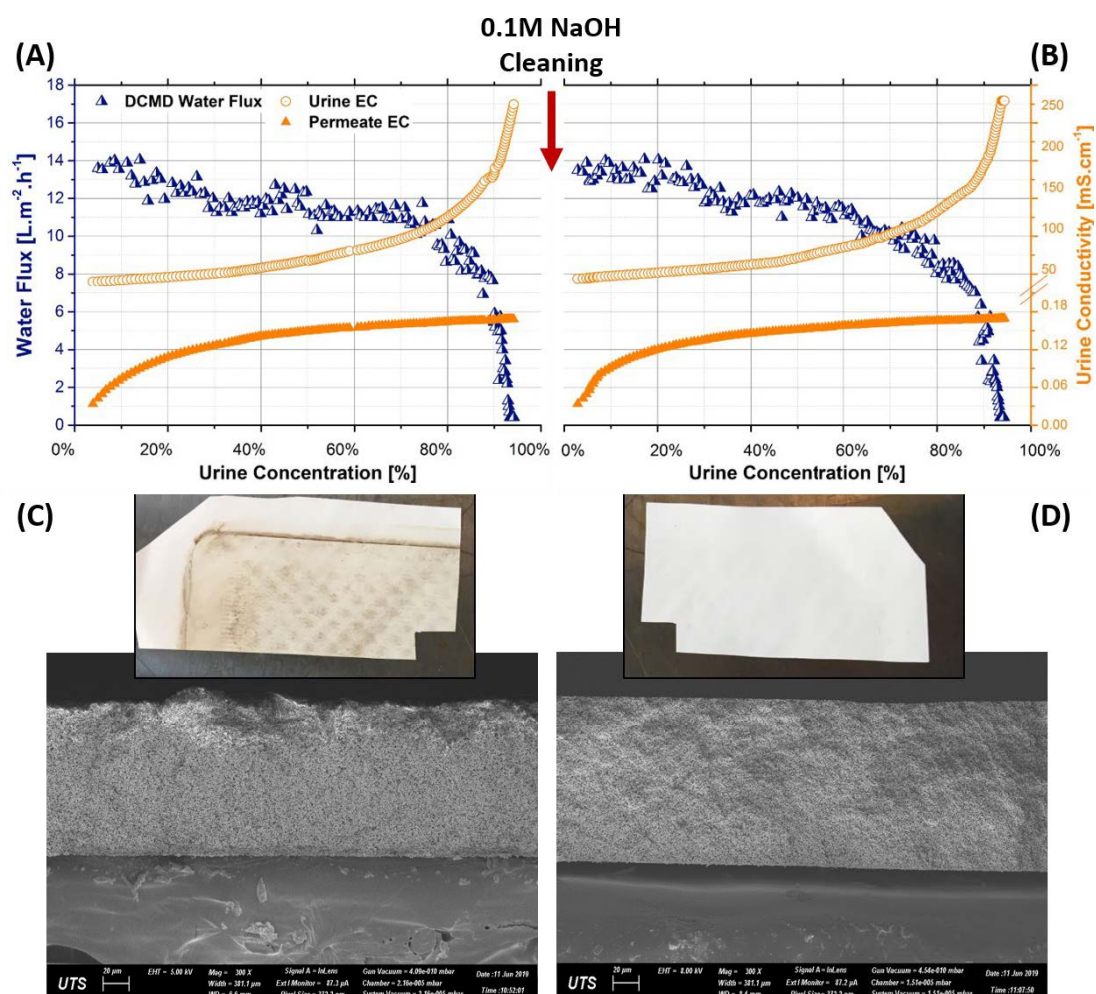 0.1M NaOH
Cleaning
(A)
(B)
DCMD Water Flux
Urine EC
Permeate EC
Water Flux [L.m-2.h-1]
18
16
14
12
10
8
6
4
2
0
0% 20% 40% 60% 80% 100%
Urine Concentration [%]
0% 20% 40% 60% 80% 100%
Urine Concentration [%]
250
200
150
100
50
0.18
0.12
0.06
0.00
Urine Conductivity [mS.cm-1]
(C)
(D)
UTS
20 µm
EHT = 5.00 kV
Mag = 300 X
Width = 381.1 µm
Signal A = InLens
Ext I Monitor = 87.3 µA
Gun Vacuum = 4.09e-010 mbar
Chamber = 2.16e-005 mbar
Date :11 Jun 2019
Time :10:52:01
UTS
20 µm
EHT = 8.00 kV
Mag = 300 X
Width = 381.1 µm
Signal A = InLens
Ext I Monitor = 87.2 µA
Gun Vacuum = 4.54e-010 mbar
Chamber = 1.51e-005 mbar
Date :11 Jun 2019
Time :11:07:50